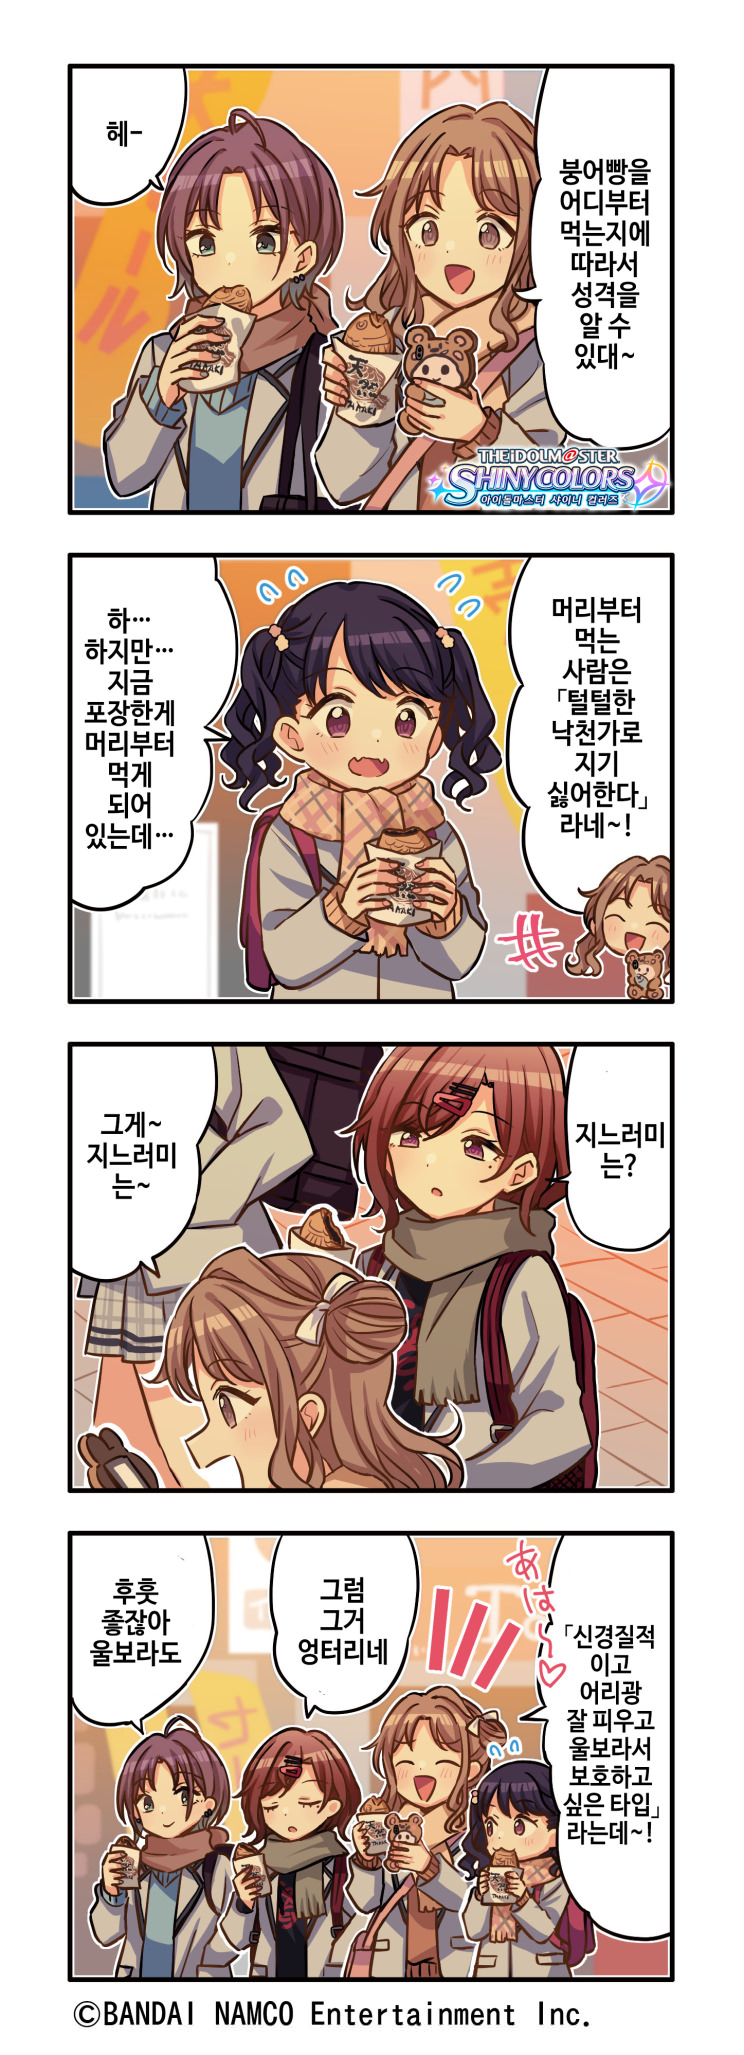 붕어빵을
어디부터
먹는지에
따라서
성격을
알 수
있대~
헤-
THE iDOLM@STER
SHINYCOLORS
아이돌마스터 샤이니 컬러즈
머리부터
먹는
사람은
「털털한
낙천가로
지기
싫어한다」
라네~!
하…
하지만…
지금
포장한게
머리부터
먹게
되어
있는데…
지느러미
는?
그게~
지느러미
는~
あは~♡
「신경질적
이고
어리광
잘 피우고
울보라서
보호하고
싶은 타입」
라는데~!
그럼
그거
엉터리네
후훗
좋잖아
울보라도
©BANDAI NAMCO Entertainment Inc.